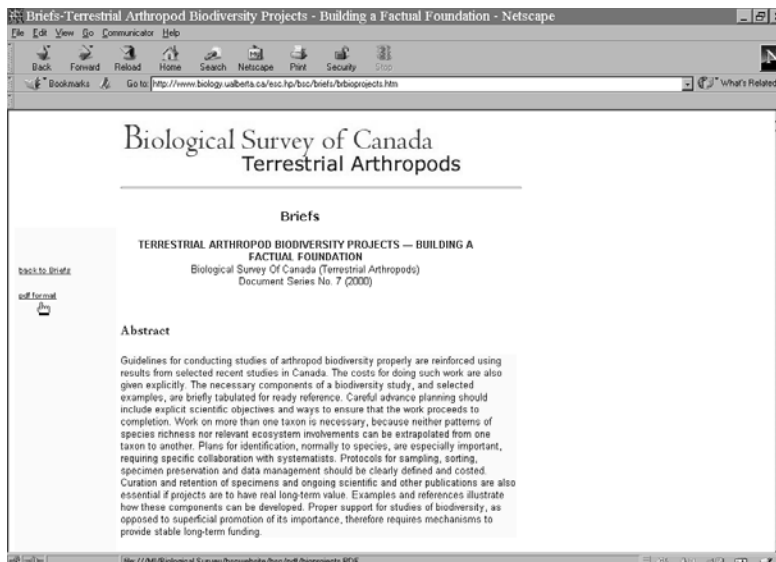 Briefs-Terrestrial Arthropod Biodiversity Projects - Building a Factual Foundation - Netscape
File Edit View Go Communicator Help
Back Forward Reload Home Search Netscape Print Security Stop
Bookmarks Go to: http://www.biology.ualberta.ca/esc.hp/bsc/briefs/brbioprojects.htm What's Related
Biological Survey of Canada
Terrestrial Arthropods
Briefs
TERRESTRIAL ARTHROPOD BIODIVERSITY PROJECTS — BUILDING A
FACTUAL FOUNDATION
Biological Survey Of Canada (Terrestrial Arthropods)
Document Series No. 7 (2000)
back to Briefs
pdf format
Abstract
Guidelines for conducting studies of arthropod biodiversity properly are reinforced using
results from selected recent studies in Canada. The costs for doing such work are also
given explicitly. The necessary components of a biodiversity study, and selected
examples, are briefly tabulated for ready reference. Careful advance planning should
include explicit scientific objectives and ways to ensure that the work proceeds to
completion. Work on more than one taxon is necessary, because neither patterns of
species richness nor relevant ecosystem involvements can be extrapolated from one
taxon to another. Plans for identification, normally to species, are especially important,
requiring specific collaboration with systematists. Protocols for sampling, sorting,
specimen preservation and data management should be clearly defined and costed.
Curation and retention of specimens and ongoing scientific and other publications are also
essential if projects are to have real long-term value. Examples and references illustrate
how these components can be developed. Proper support for studies of biodiversity, as
opposed to superficial promotion of its importance, therefore requires mechanisms to
provide stable long-term funding.